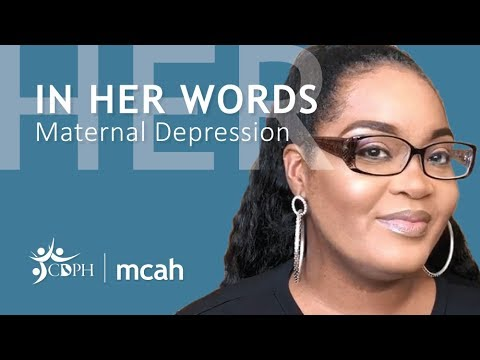 HER
IN HER WORDS
Maternal Depression
CDPH
mcah